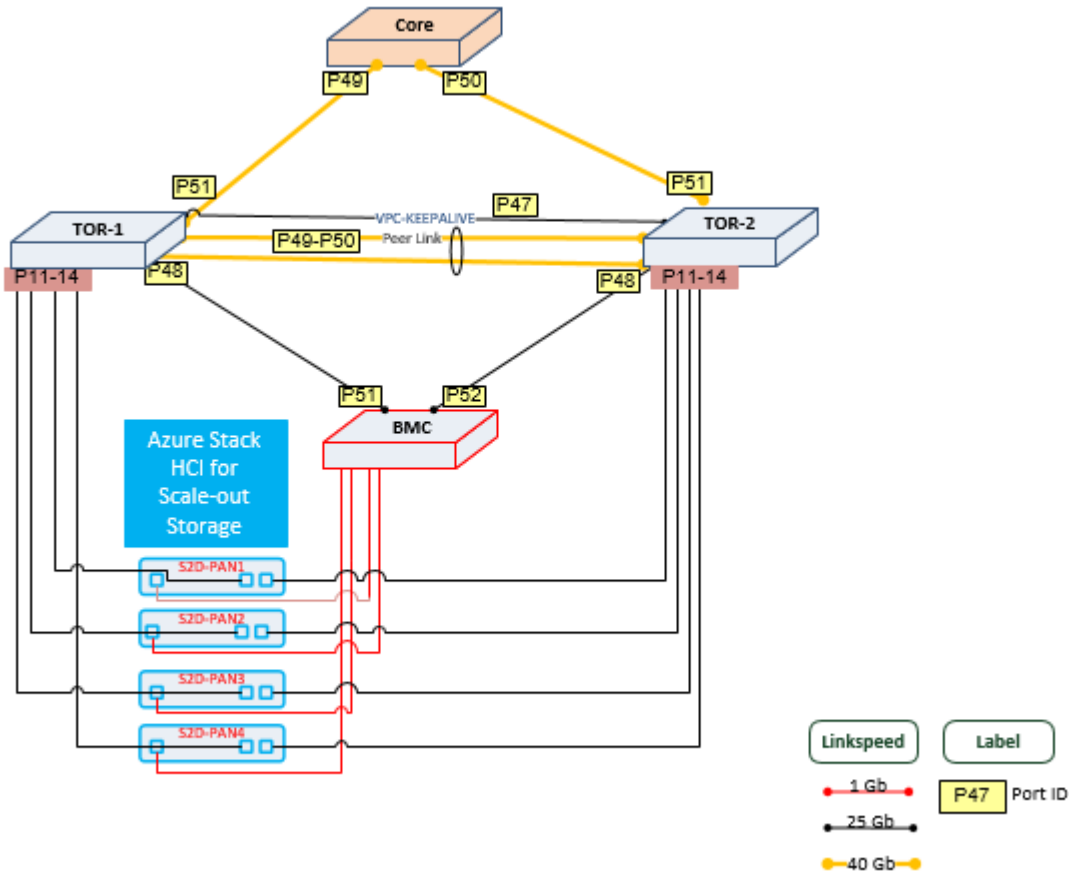 Core
P49
P50
P51
P51
P47
VPC-KEEPALIVE
TOR-1
TOR-2
Peer Link
P49-P50
P48
P48
P11-14
P11-14
P51
P52
BMC
Azure Stack
HCI for
Scale-out
Storage
S2D-PAN1
S2D-PAN2
S2D-PAN3
S2D-PAN4
Linkspeed
Label
1 Gb
P47
Port ID
25 Gb
40 Gb